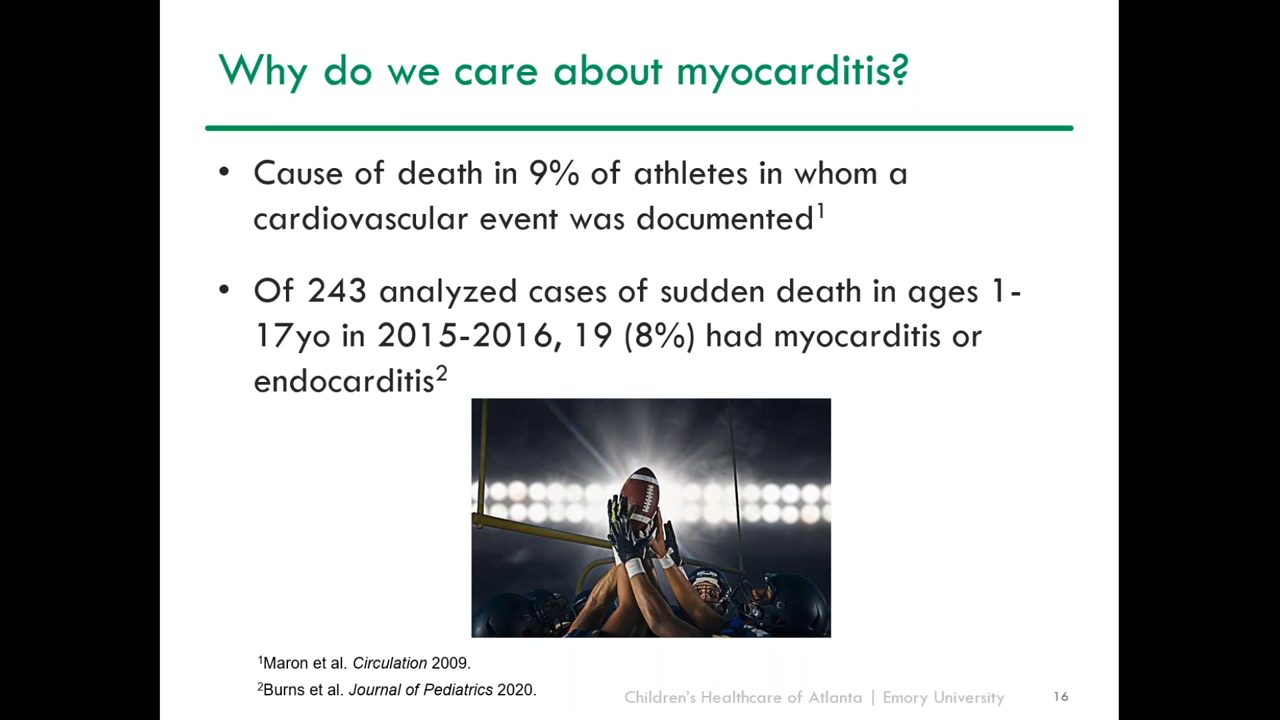 Why do we care about myocarditis?
• Cause of death in 9% of athletes in whom a
cardiovascular event was documented¹
• Of 243 analyzed cases of sudden death in ages 1-
17yo in 2015-2016, 19 (8%) had myocarditis or
endocarditis²
¹Maron et al. Circulation 2009.
²Burns et al. Journal of Pediatrics 2020.
Children's Healthcare of Atlanta | Emory University
16